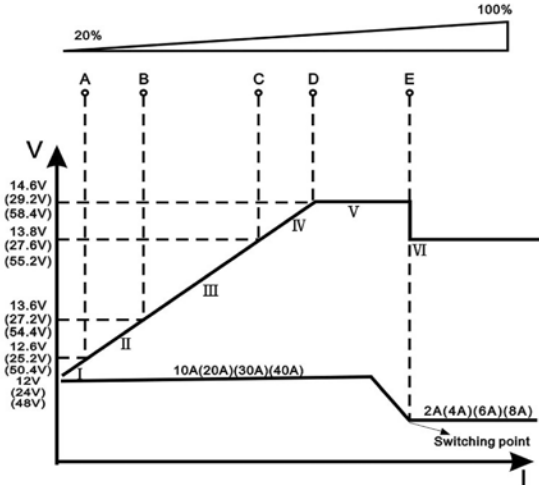 100%
20%
A B C D E
V
14.6V
(29.2V)
(58.4V)
13.8V
(27.6V)
(55.2V)
13.6V
(27.2V)
(54.4V)
12.6V
(25.2V)
(50.4V)
12V
(24V)
(48V)
Ⅰ
Ⅱ
Ⅲ
Ⅳ
Ⅴ
Ⅵ
10A(20A)(30A)(40A)
2A(4A)(6A)(8A)
Switching point
I